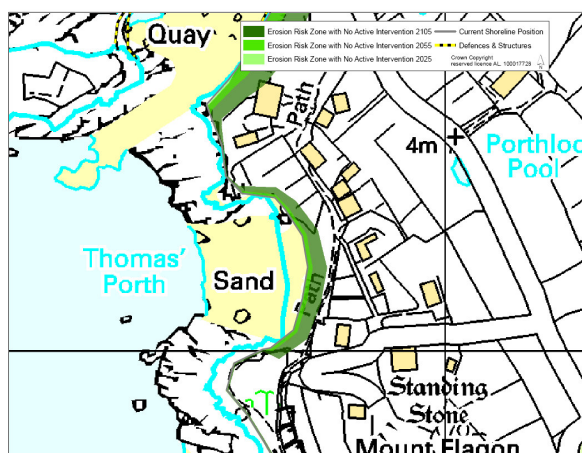 Quay
Erosion Risk Zone with No Active Intervention 2105
Current Shoreline Position
Erosion Risk Zone with No Active Intervention 2055
Defences & Structures
Erosion Risk Zone with No Active Intervention 2025
Crown Copyright
reserved licence AL. 100017728
N
Path
4m
Porthloo
Pool
Thomas'
Porth
Sand
Path
Standing
Stone
Mount Flagon